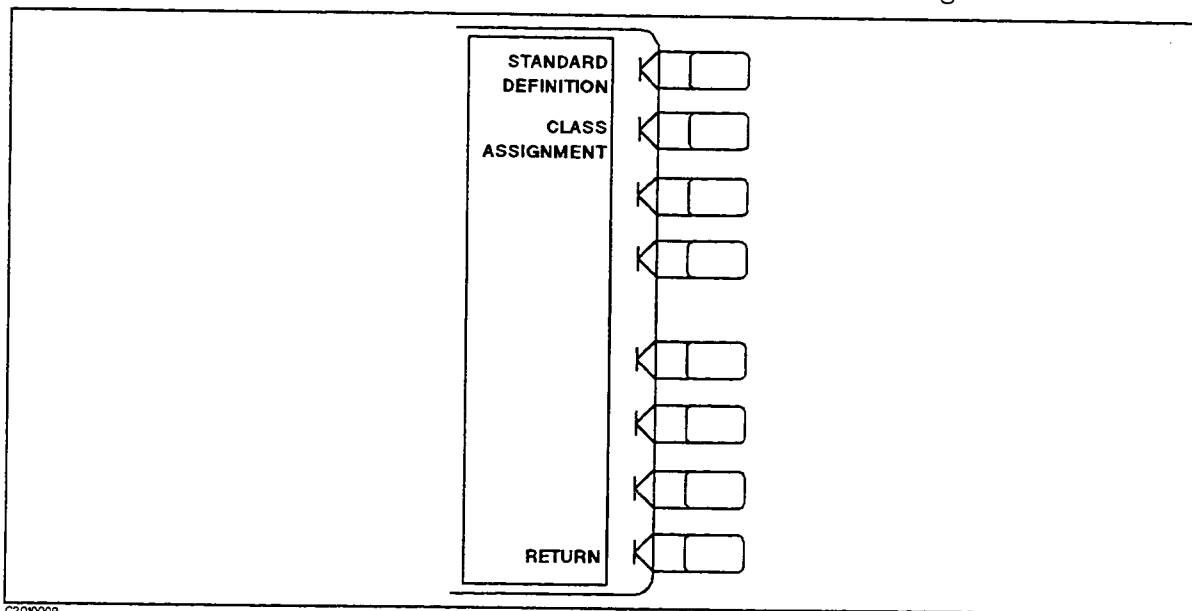 STANDARD
DEFINITION
CLASS
ASSIGNMENT
RETURN